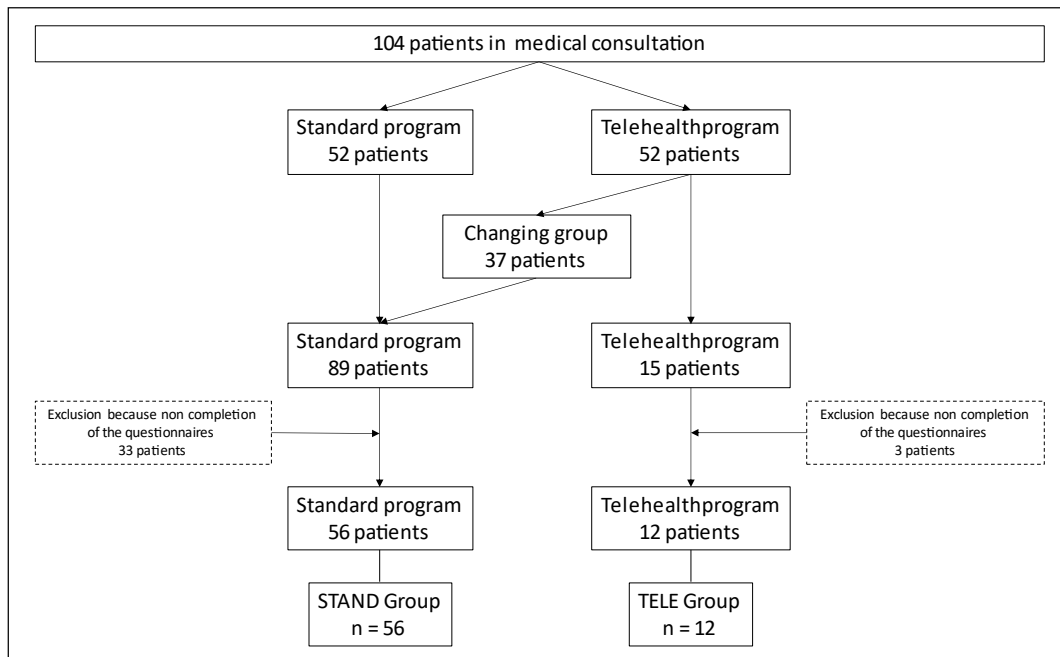 104 patients in medical consultation
Standard program
52 patients
Telehealthprogram
52 patients
Changing group
37 patients
Standard program
89 patients
Telehealthprogram
15 patients
Exclusion because non completion
of the questionnaires
33 patients
Exclusion because non completion
of the questionnaires
3 patients
Standard program
56 patients
Telehealthprogram
12 patients
STAND Group
n = 56
TELE Group
n = 12